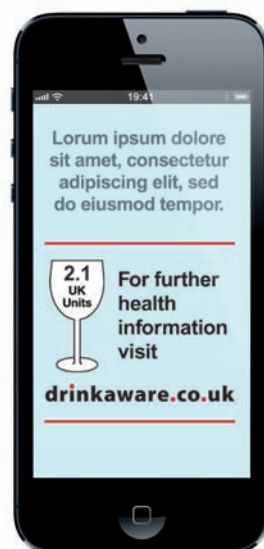 19:41
Lorum ipsum dolore
sit amet, consectetur
adipiscing elit, sed
do eiusmod tempor.
2.1
UK
Units
For further
health
information
visit
drinkaware.co.uk